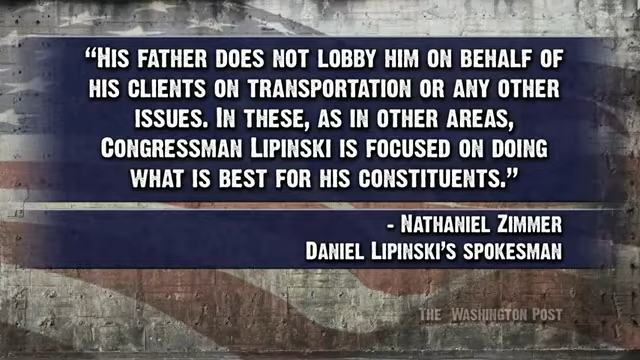 “HIS FATHER DOES NOT LOBBY HIM ON BEHALF OF
HIS CLIENTS ON TRANSPORTATION OR ANY OTHER
ISSUES. IN THESE, AS IN OTHER AREAS,
CONGRESSMAN LIPINSKI IS FOCUSED ON DOING
WHAT IS BEST FOR HIS CONSTITUENTS.”
- NATHANIEL ZIMMER
DANIEL LIPINSKI’S SPOKESMAN
THE WASHINGTON POST